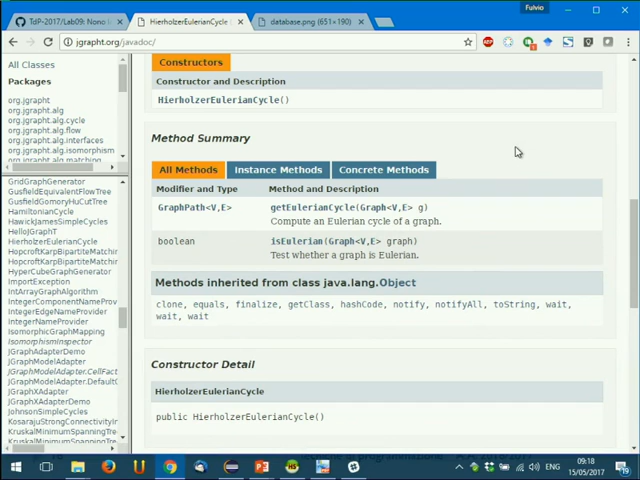 Fulvio
TdP-2017/Lab09: Nono l
HierholzerEulerianCycle
database.png (651×190)
jgrapht.org/javadoc/
All Classes
Packages
org.jgrapht
org.jgrapht.alg
org.jgrapht.alg.cycle
org.jgrapht.alg.flow
org.jgrapht.alg.interfaces
org.jgrapht.alg.isomorphism
org.jgrapht.alg.matching
GridGraphGenerator
GusfieldEquivalentFlowTree
GusfieldGomoryHuCutTree
HamiltonianCycle
HawickJamesSimpleCycles
HelloJGraphT
HierholzerEulerianCycle
HopcroftKarpBipartiteMatchin
HopcroftKarpBipartiteMatchin
HyperCubeGraphGenerator
ImportException
IntArrayGraphAlgorithm
IntegerComponentNameProv
IntegerEdgeNameProvider
IntegerNameProvider
IsomorphicGraphMapping
IsomorphismInspector
JGraphAdapterDemo
JGraphModelAdapter
JGraphModelAdapter.CellFact
JGraphModelAdapter.DefaultC
JGraphXAdapter
JGraphXAdapterDemo
JohnsonSimpleCycles
KosarajuStrongConnectivityIn
KruskalMinimumSpanningTre
KruskalMinimumSpanningTre
Constructors
Constructor and Description
HierholzerEulerianCycle()
Method Summary
All Methods
Instance Methods
Concrete Methods
Modifier and Type
Method and Description
GraphPath<V,E>
getEulerianCycle(Graph<V,E> g)
Compute an Eulerian cycle of a graph.
boolean
isEulerian(Graph<V,E> graph)
Test whether a graph is Eulerian.
Methods inherited from class java.lang.Object
clone, equals, finalize, getClass, hashCode, notify, notifyAll, toString, wait,
wait, wait
Constructor Detail
HierholzerEulerianCycle
public HierholzerEulerianCycle()
ENG
09:18
15/05/2017
19